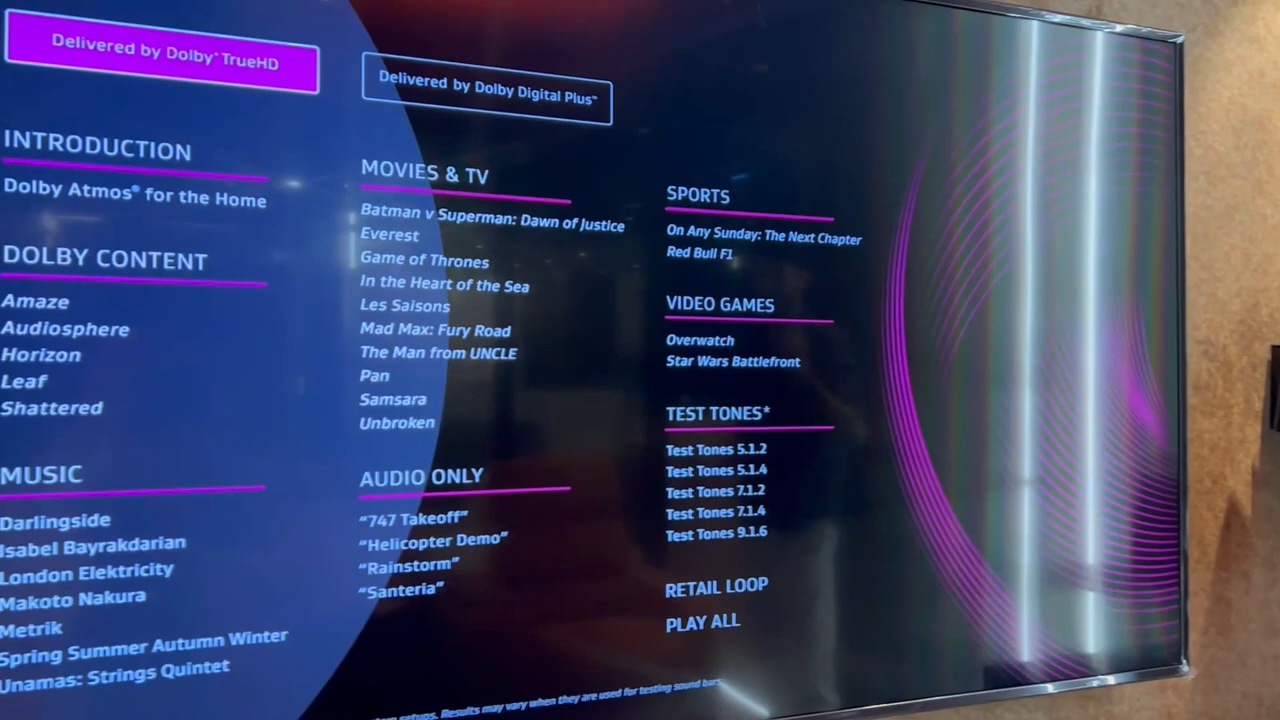 Delivered by Dolby® TrueHD
Delivered by Dolby Digital Plus™
INTRODUCTION
Dolby Atmos® for the Home
DOLBY CONTENT
Amaze
Audiosphere
Horizon
Leaf
Shattered
MUSIC
Darlingside
Isabel Bayrakdarian
London Elektricity
Makoto Nakura
Metrik
Spring Summer Autumn Winter
Unamas: Strings Quintet
MOVIES & TV
Batman v Superman: Dawn of Justice
Everest
Game of Thrones
In the Heart of the Sea
Les Saisons
Mad Max: Fury Road
The Man from UNCLE
Pan
Samsara
Unbroken
AUDIO ONLY
“747 Takeoff”
“Helicopter Demo”
“Rainstorm”
“Santeria”
SPORTS
On Any Sunday: The Next Chapter
Red Bull F1
VIDEO GAMES
Overwatch
Star Wars Battlefront
TEST TONES*
Test Tones 5.1.2
Test Tones 5.1.4
Test Tones 7.1.2
Test Tones 7.1.4
Test Tones 9.1.6
RETAIL LOOP
PLAY ALL
setups. Results may vary when they are used for testing sound bars.